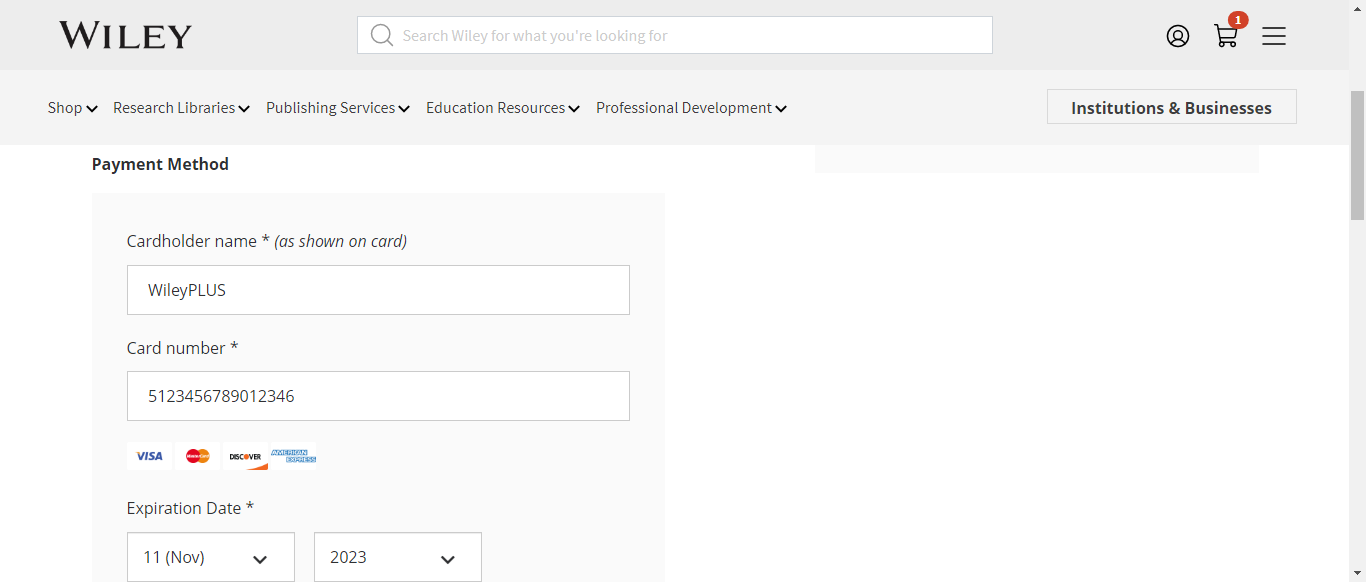 WILEY
Search Wiley for what you're looking for
1
Shop Research Libraries Publishing Services Education Resources Professional Development
Institutions & Businesses
Payment Method
Cardholder name * (as shown on card)
WileyPLUS
Card number *
5123456789012346
VISA MasterCard DISCOVER AMERICAN EXPRESS
Expiration Date *
11 (Nov) 2023